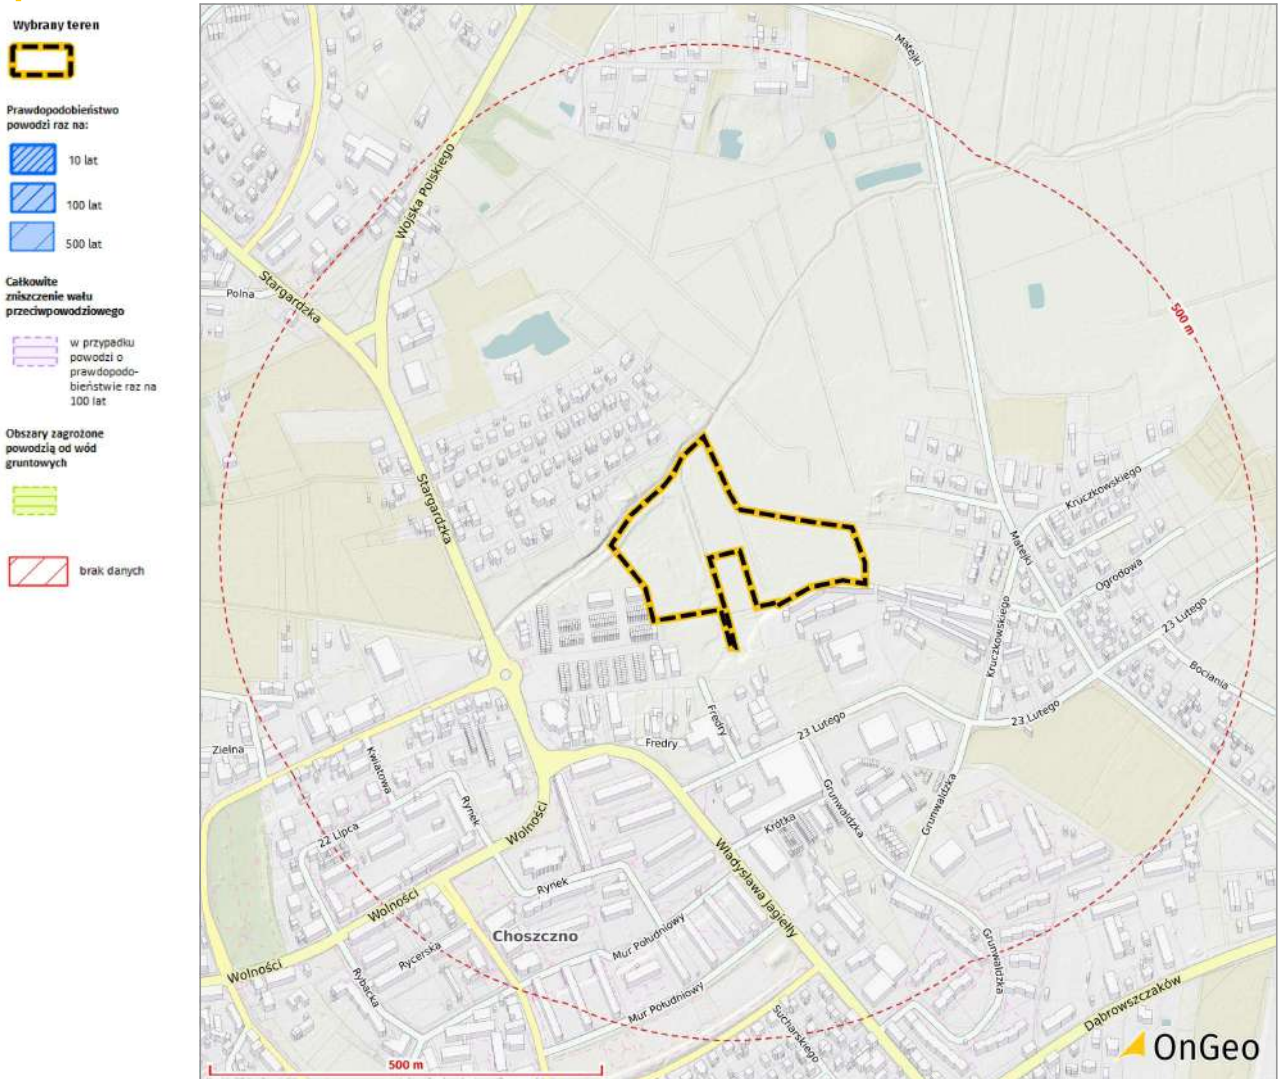 Wybrany teren
Prawdopodobieństwo
powodzi raz na:
10 lat
100 lat
500 lat
Całkowite
zniszczenie wału
przeciwpowodziowego
w przypadku
powodzi o
prawdopodo-
bieństwie raz na
100 lat
Obszary zagrożone
powodzią od wód
gruntowych
brak danych
Matejki
Wojska Polskiego
Stargardzka
Polna
500 m
Stargardzka
Kruczkowskiego
Matejki
Ogrodowa
Kruczkowskiego
23 Lutego
Bociania
23 Lutego
Fredry
23 Lutego
Fredry
Zielna
Kwiatowa
Rynek
22 Lipca
Wolności
Grunwaldzka
Grunwaldzka
Krótka
Władysława Jagiełły
Rynek
Wolności
Choszczno
Mur Południowy
Rycerska
Wolności
Rybacka
Mur Południowy
Grunwaldzka
Sucharskiego
Dąbrowszczaków
500 m
OnGeo